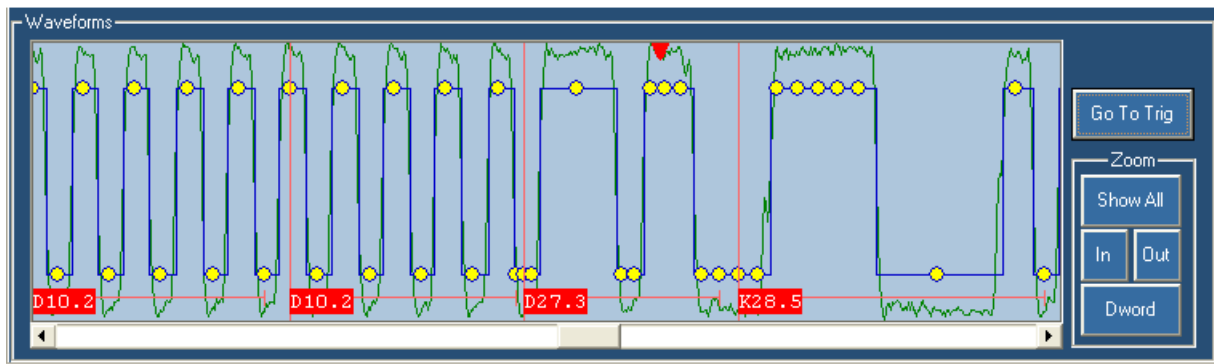 Waveforms
D10.2 D10.2 D27.3 K28.5
Go To Trig
Zoom
Show All
In Out
Dword